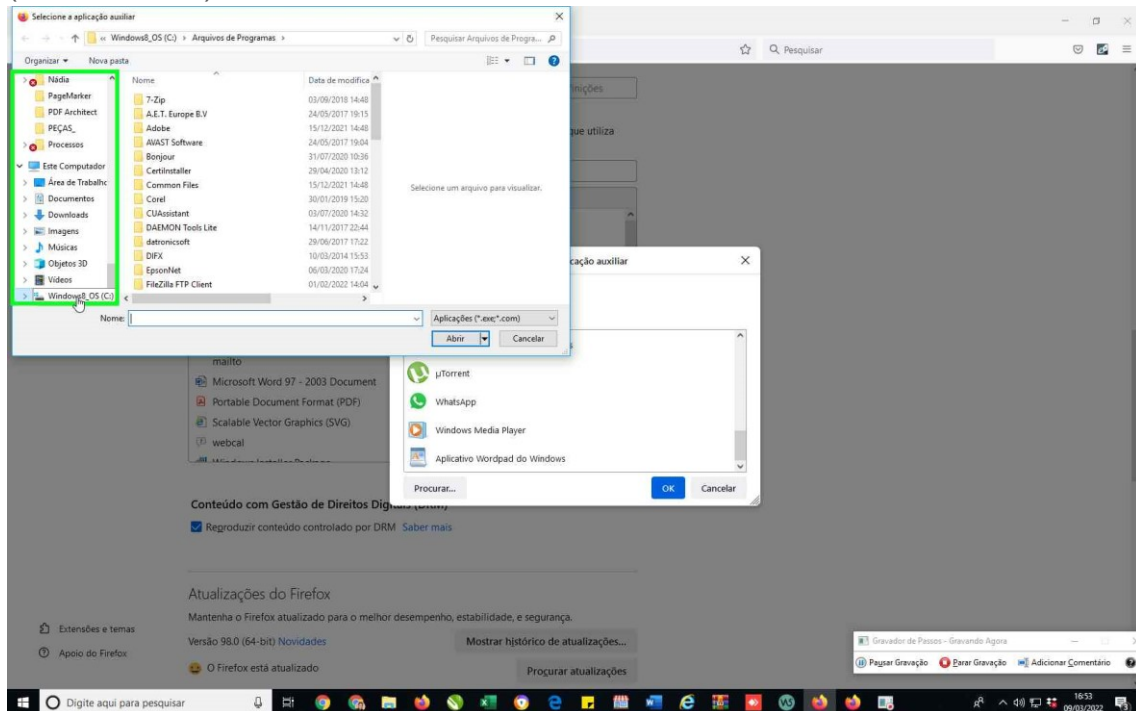 Selecione a aplicação auxiliar
« Windows8_OS (C:) › Arquivos de Programas ›
Pesquisar Arquivos de Progra...
Pesquisar
Organizar
Nova pasta
Nádia
PageMarker
PDF Architect
PEÇAS_
Processos
Este Computador
Área de Trabalho
Documentos
Downloads
Imagens
Músicas
Objetos 3D
Vídeos
Windows8_OS (C:)
Nome
Data de modifica
7-Zip 03/09/2018 14:48
A.E.T. Europe B.V 24/05/2017 19:15
Adobe 15/12/2021 14:48
AVAST Software 24/05/2017 19:04
Bonjour 31/07/2020 10:36
CertiInstaller 29/04/2020 13:12
Common Files 15/12/2021 14:48
Corel 30/01/2019 15:20
CUAssistant 03/07/2020 14:32
DAEMON Tools Lite 14/11/2017 22:44
datronicsoft 29/06/2017 17:22
DIFX 10/03/2014 15:53
EpsonNet 06/03/2020 17:24
FileZilla FTP Client 01/02/2022 14:04
Selecione um arquivo para visualizar.
Nome:
Aplicações (*.exe;*.com)
Abrir
Cancelar
inições
que utiliza
cação auxiliar
µTorrent
WhatsApp
Windows Media Player
Aplicativo Wordpad do Windows
Procurar...
OK
Cancelar
mailto
Microsoft Word 97 - 2003 Document
Portable Document Format (PDF)
Scalable Vector Graphics (SVG)
webcal
Conteúdo com Gestão de Direitos Digitais (DRM)
Reproduzir conteúdo controlado por DRM Saber mais
Atualizações do Firefox
Mantenha o Firefox atualizado para o melhor desempenho, estabilidade, e segurança.
Versão 98.0 (64-bit) Novidades
Mostrar histórico de atualizações...
O Firefox está atualizado
Procurar atualizações
Extensões e temas
Apoio do Firefox
Gravador de Passos - Gravando Agora
Pausar Gravação
Parar Gravação
Adicionar Comentário
Digite aqui para pesquisar
16:53
09/03/2022